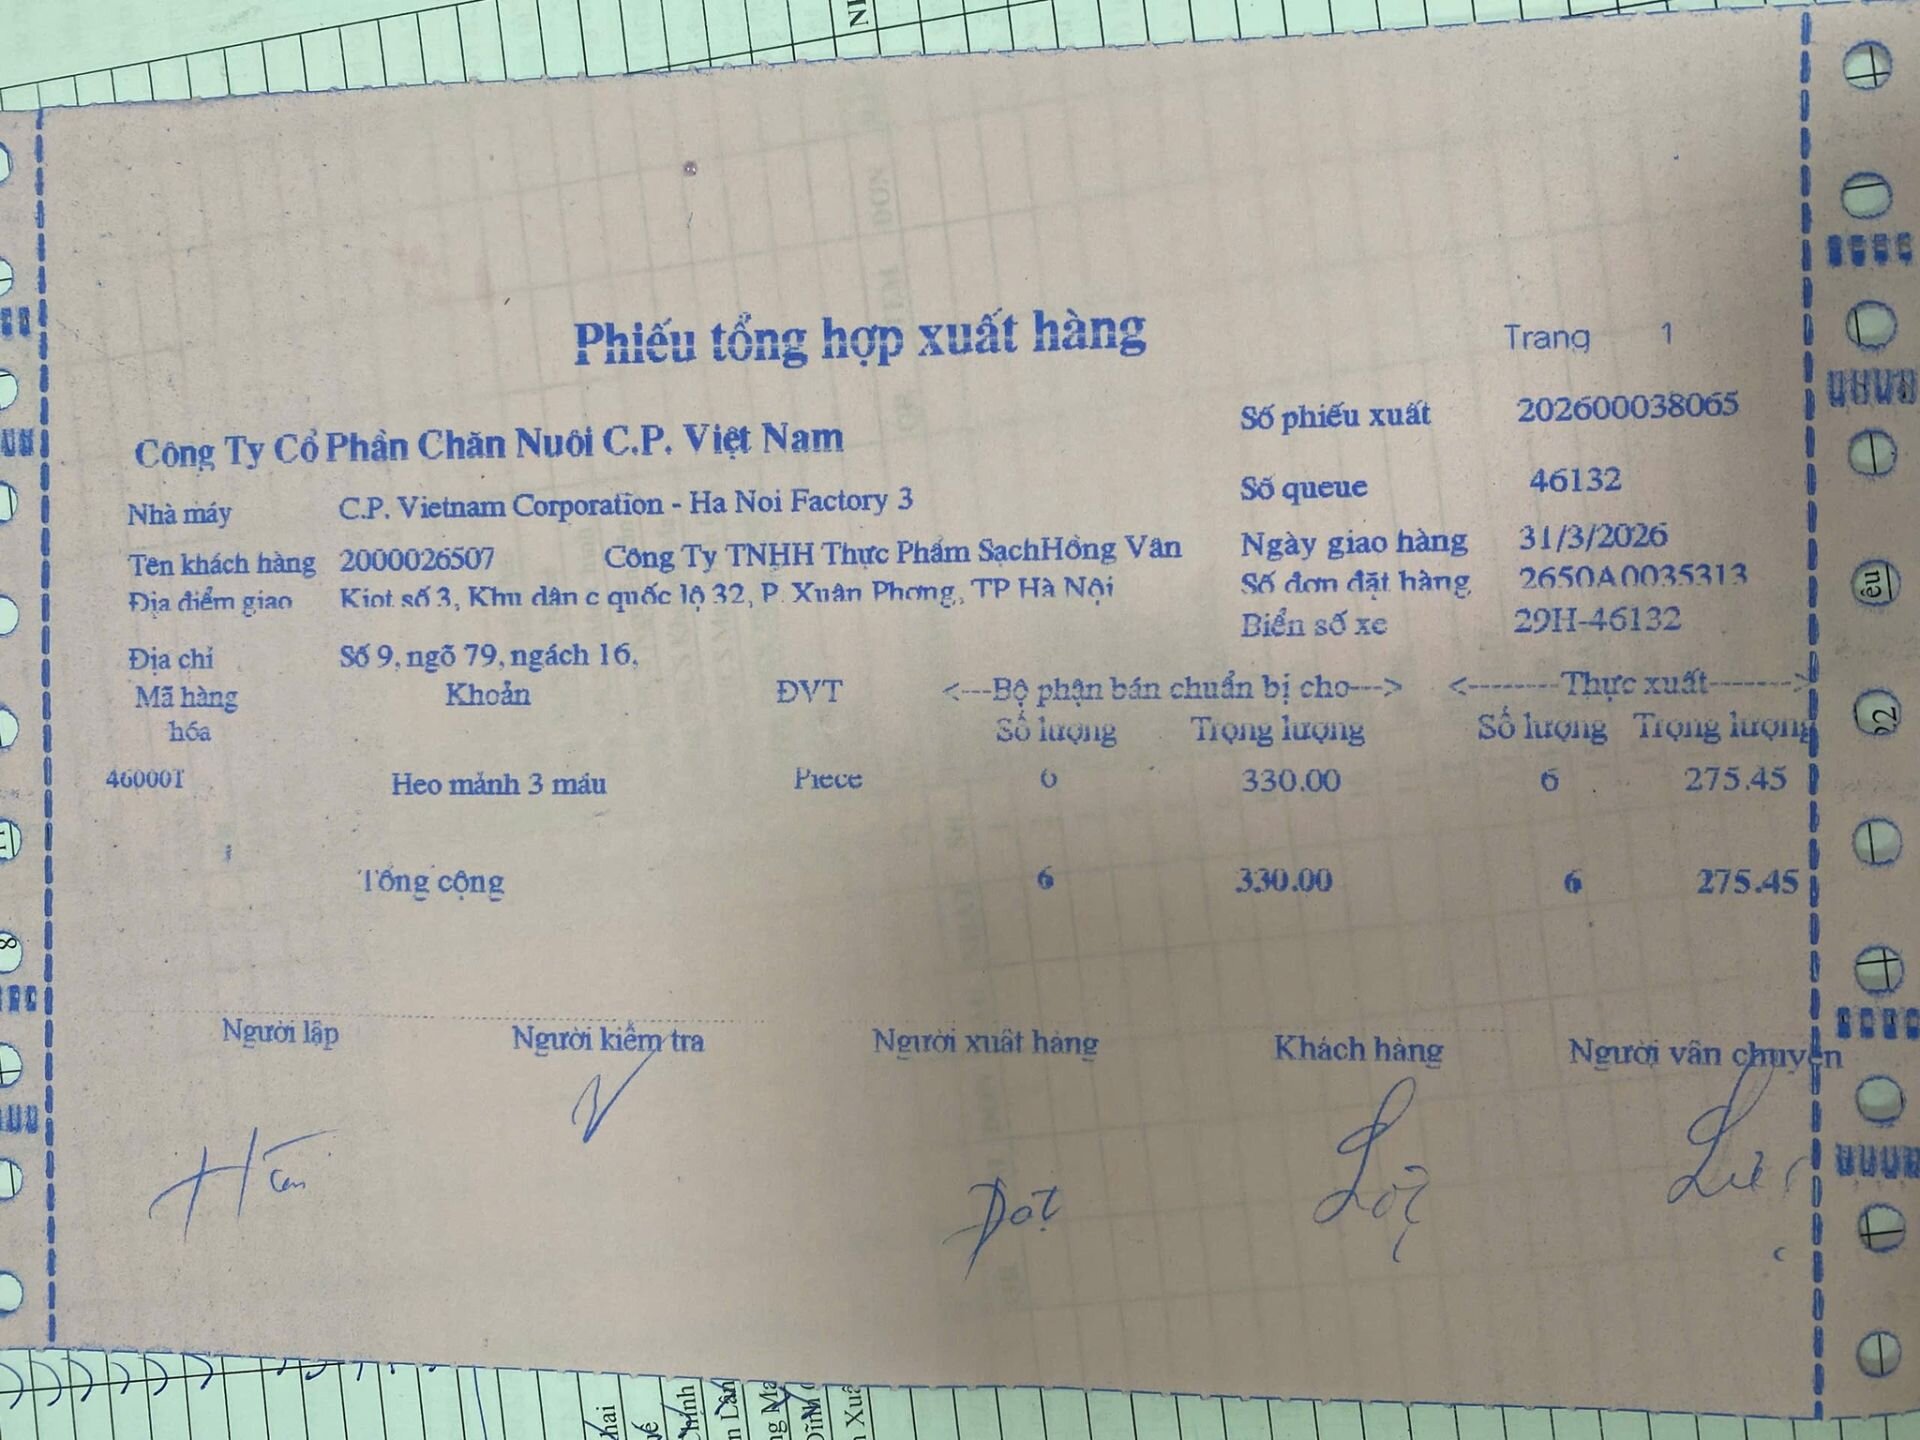 Phiếu tổng hợp xuất hàng
Trang 1
Số phiếu xuất 202600038065
Công Ty Cổ Phần Chăn Nuôi C.P. Việt Nam
Số queue 46132
Nhà máy C.P. Vietnam Corporation - Ha Noi Factory 3
Tên khách hàng 2000026507 Công Ty TNHH Thực Phẩm SạchHồng Vân
Ngày giao hàng 31/3/2026
Địa điểm giao Kiot số 3, Khu dân c quốc lộ 32, P. Xuân Phơng, TP Hà Nội
Số đơn đặt hàng 2650A0035313
Biển số xe 29H-46132
Địa chỉ Số 9, ngõ 79, ngách 16,
Mã hàng hóa Khoản ĐVT <---Bộ phận bán chuẩn bị cho---> <--------Thực xuất------->
Số lượng Trọng lượng Số lượng Trọng lượng
46000T Heo mảnh 3 máu Piece 6 330.00 6 275.45
Tổng cộng 6 330.00 6 275.45
Người lập Người kiểm tra Người xuất hàng Khách hàng Người vân chuyển
Đạt